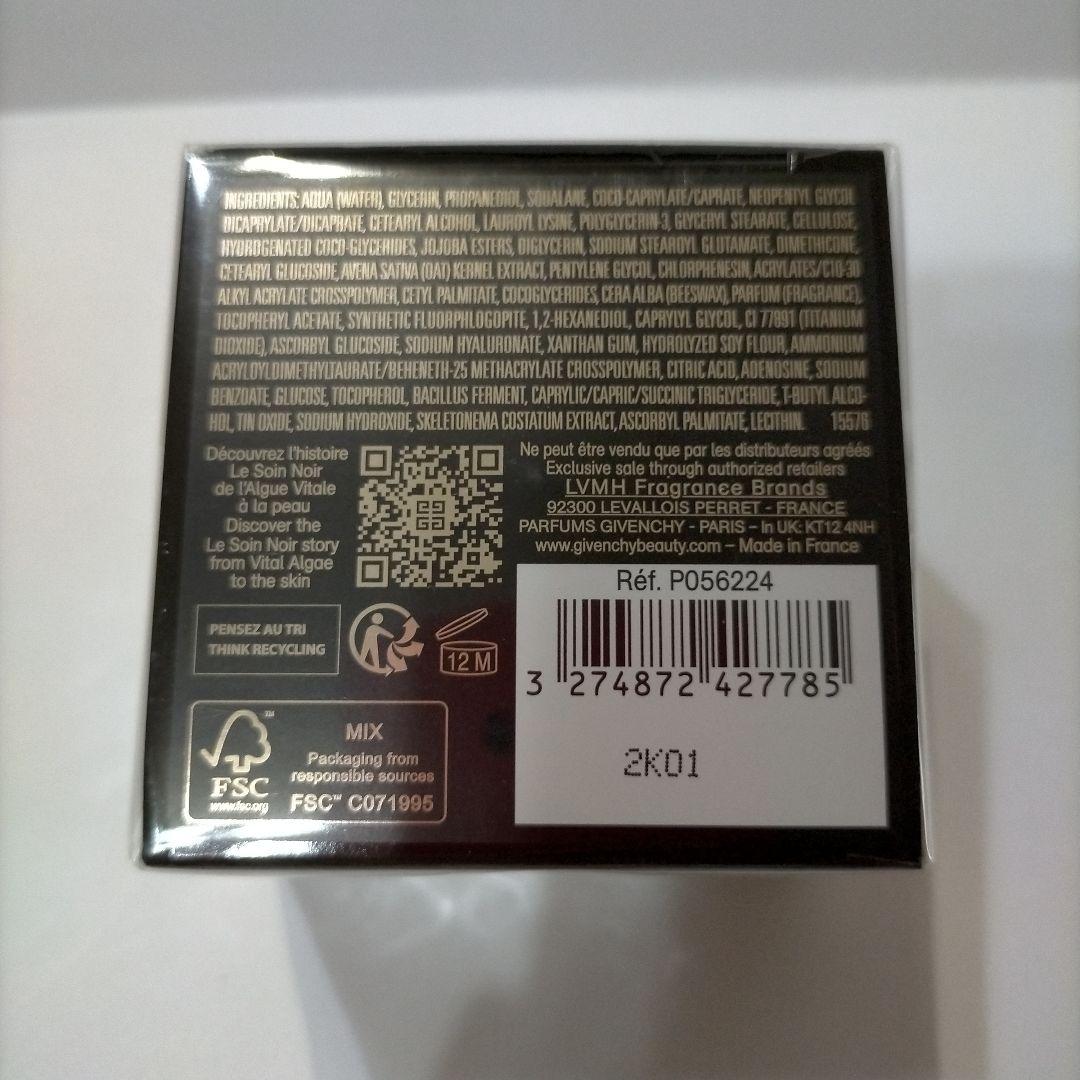 INGREDIENTS: AQUA (WATER), GLYCERIN, PROPANEDIOL, SQUALANE, COCO-CAPRYLATE/CAPRATE, NEOPENTYL GLYCOL
DICAPRYLATE/DICAPRATE, CETEARYL ALCOHOL, LAUROYL LYSINE, POLYGLYCERIN-3, GLYCERYL STEARATE, CELLULOSE,
HYDROGENATED COCO-GLYCERIDES, JOJOBA ESTERS, DIGLYCERIN, SODIUM STEAROYL GLUTAMATE, DIMETHICONE,
CETEARYL GLUCOSIDE, AVENA SATIVA (OAT) KERNEL EXTRACT, PENTYLENE GLYCOL, CHLORPHENESIN, ACRYLATES/C10-30
ALKYL ACRYLATE CROSSPOLYMER, CETYL PALMITATE, COCOGLYCERIDES, CERA ALBA (BEESWAX), PARFUM (FRAGRANCE),
TOCOPHERYL ACETATE, SYNTHETIC FLUORPHLOGOPITE, 1,2-HEXANEDIOL, CAPRYLYL GLYCOL, CI 77891 (TITANIUM
DIOXIDE), ASCORBYL GLUCOSIDE, SODIUM HYALURONATE, XANTHAN GUM, HYDROLYZED SOY FLOUR, AMMONIUM
ACRYLOYLDIMETHYLTAURATE/BEHENETH-25 METHACRYLATE CROSSPOLYMER, CITRIC ACID, ADENOSINE, SODIUM
BENZOATE, GLUCOSE, TOCOPHEROL, BACILLUS FERMENT, CAPRYLIC/CAPRIC/SUCCINIC TRIGLYCERIDE, T-BUTYL ALCO-
HOL, TIN OXIDE, SODIUM HYDROXIDE, SKELETONEMA COSTATUM EXTRACT, ASCORBYL PALMITATE, LECITHIN. 15576
Découvrez l'histoire
Le Soin Noir
de l'Algue Vitale
à la peau
Discover the
Le Soin Noir story
from Vital Algae
to the skin
Ne peut être vendu que par les distributeurs agréés
Exclusive sale through authorized retailers
LVMH Fragrance Brands
92300 LEVALLOIS PERRET - FRANCE
PARFUMS GIVENCHY - PARIS – In UK: KT12 4NH
www.givenchybeauty.com – Made in France
PENSEZ AU TRI
THINK RECYCLING
12 M
Réf. P056224
3 274872 427785
2K01
FSC
www.fsc.org
MIX
Packaging from
responsible sources
FSC™ C071995